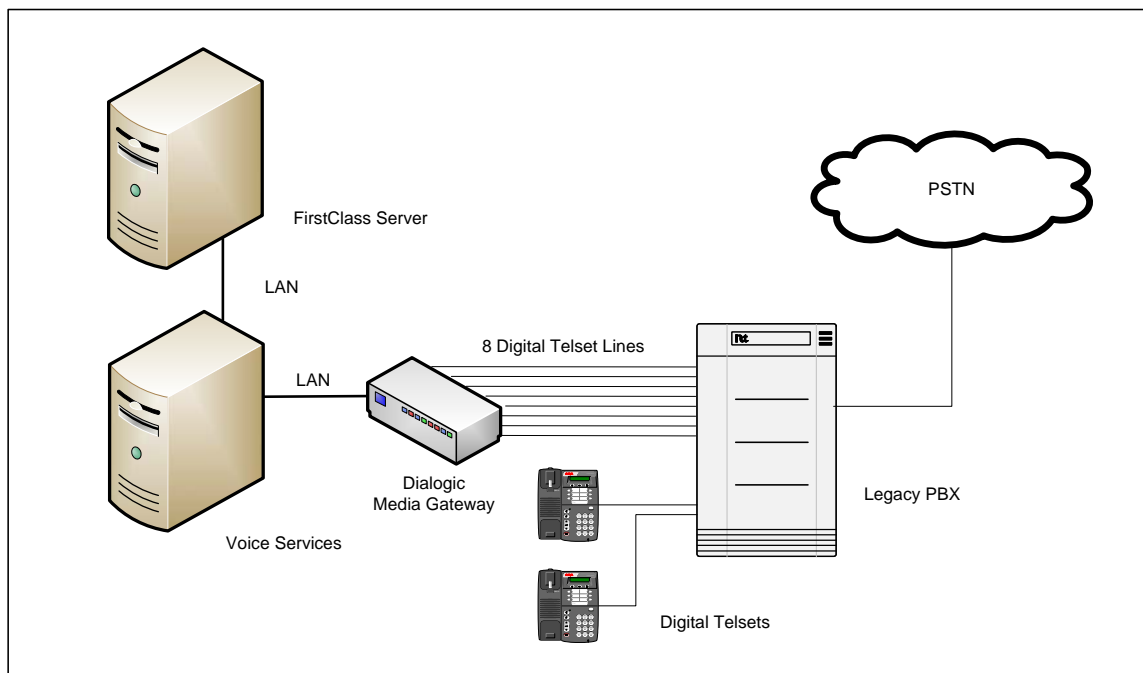 PSTN
FirstClass Server
LAN
8 Digital Telset Lines
LAN
Dialogic
Media Gateway
Legacy PBX
Voice Services
Digital Telsets